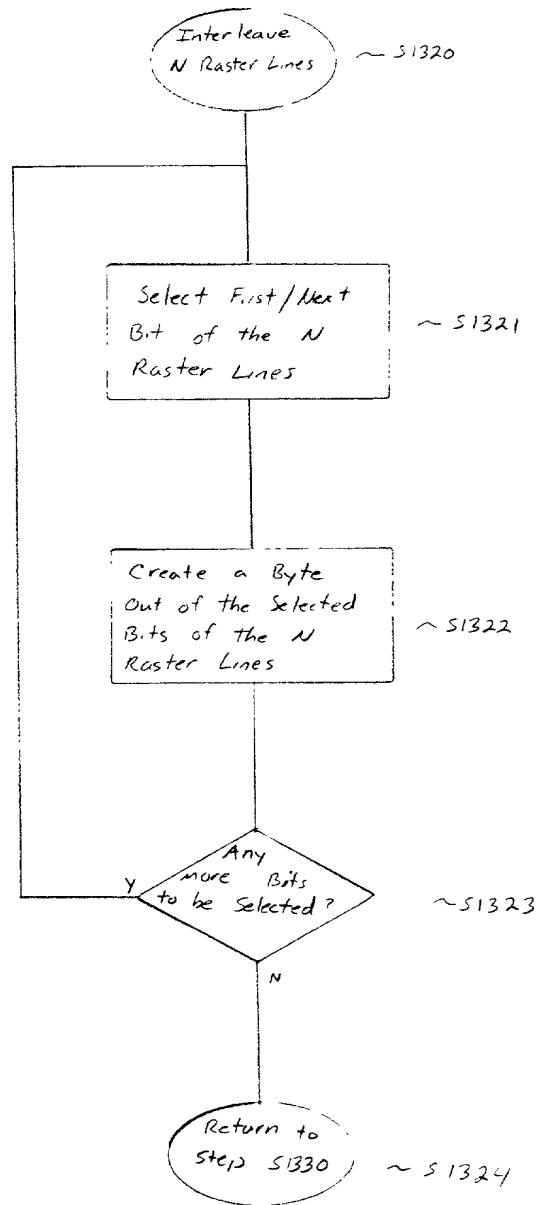 Interleave
N Raster Lines
~ S1320
Select First/Next
Bit of the N
Raster Lines
~ S1321
Create a Byte
Out of the Selected
Bits of the N
Raster Lines
~ S1322
Any
more Bits
to be Selected?
Y
~ S1323
N
Return to
Step S1330
~ S1324